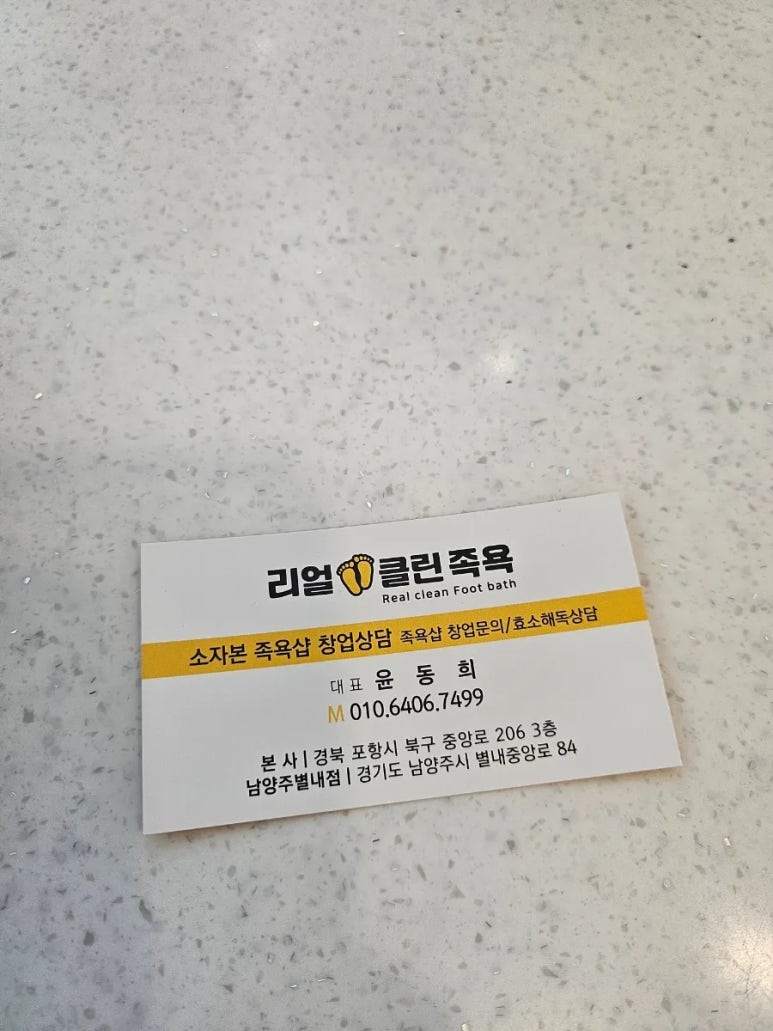 리얼 클린 족욕
Real clean Foot bath
소자본 족욕샵 창업상담 족욕샵 창업문의/효소해독상담
대표 윤동희
M 010.6406.7499
본 사 | 경북 포항시 북구 중앙로 206 3층
남양주별내점 | 경기도 남양주시 별내중앙로 84